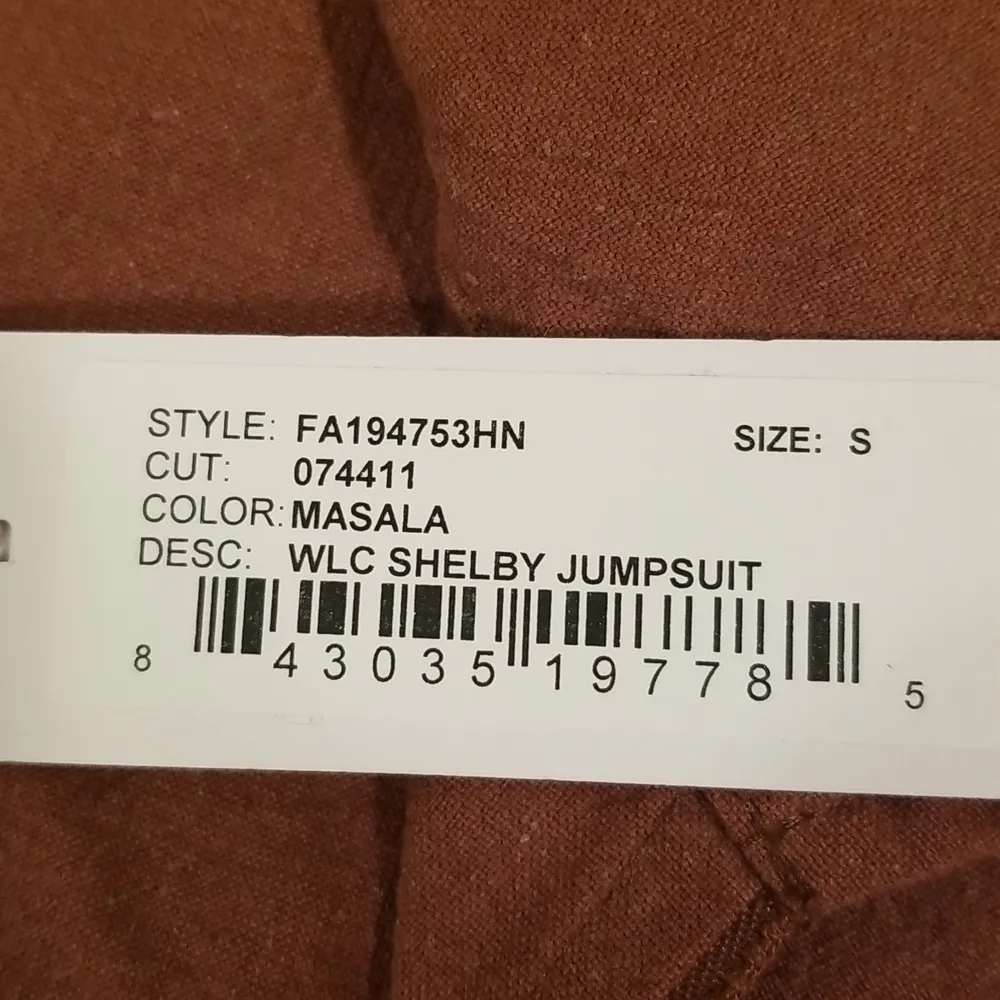 STYLE: FA194753HN SIZE: S
CUT: 074411
COLOR: MASALA
DESC: WLC SHELBY JUMPSUIT
8 43035 19778 5